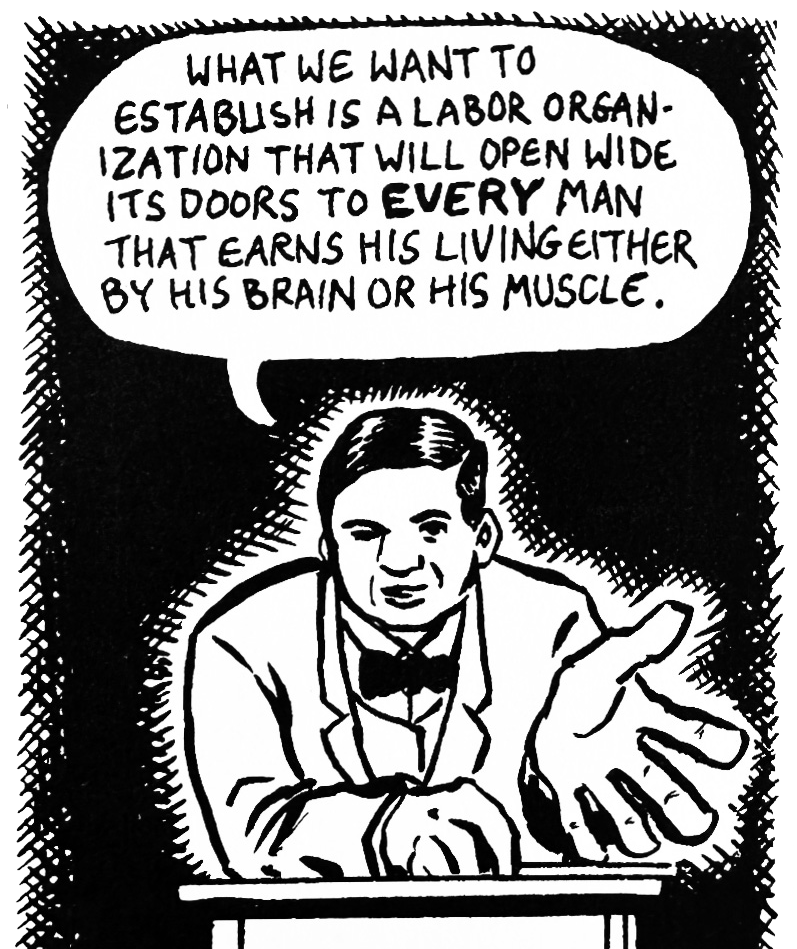 WHAT WE WANT TO
ESTABLISH IS A LABOR ORGAN-
IZATION THAT WILL OPEN WIDE
ITS DOORS TO EVERY MAN
THAT EARNS HIS LIVING EITHER
BY HIS BRAIN OR HIS MUSCLE.